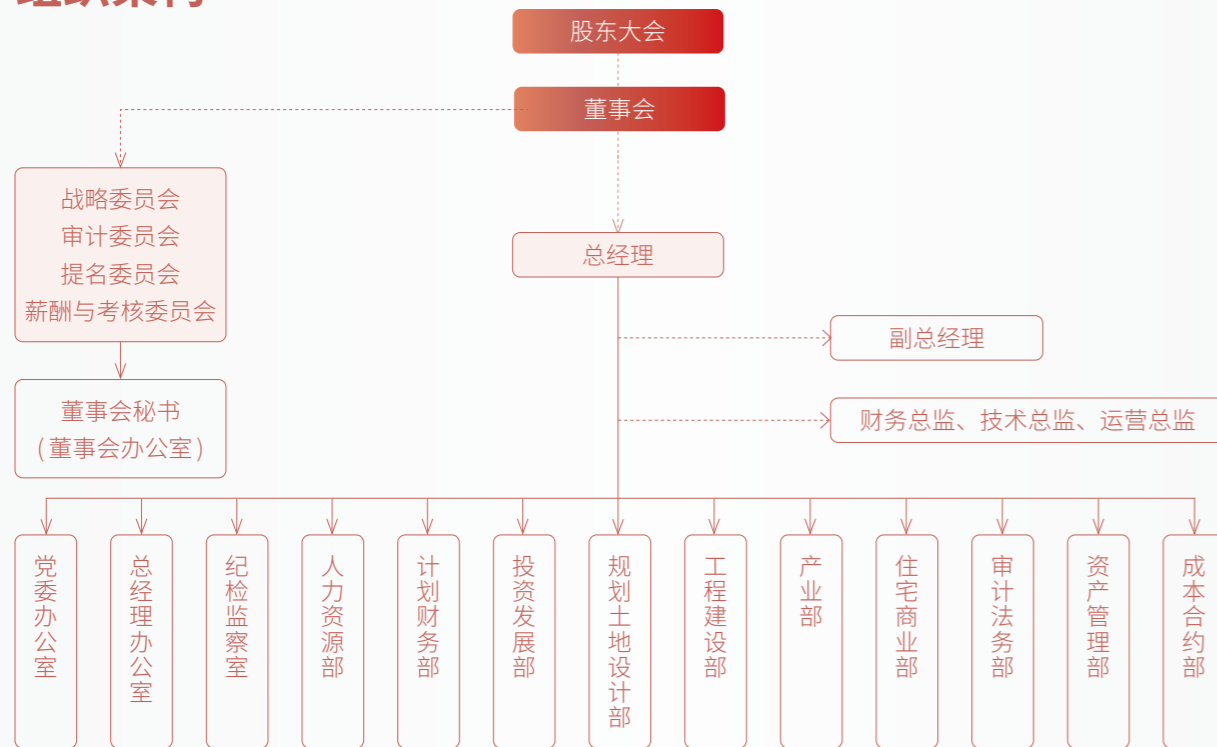 组织架构
股东大会
董事会
战略委员会
审计委员会
提名委员会
薪酬与考核委员会
总经理
副总经理
董事会秘书
（董事会办公室）
财务总监、技术总监、运营总监
党委办公室
总经理办公室
纪检监察室
人力资源部
计划财务部
投资发展部
规划土地设计部
工程建设部
产业部
住宅商业部
审计法务部
资产管理部
成本合约部